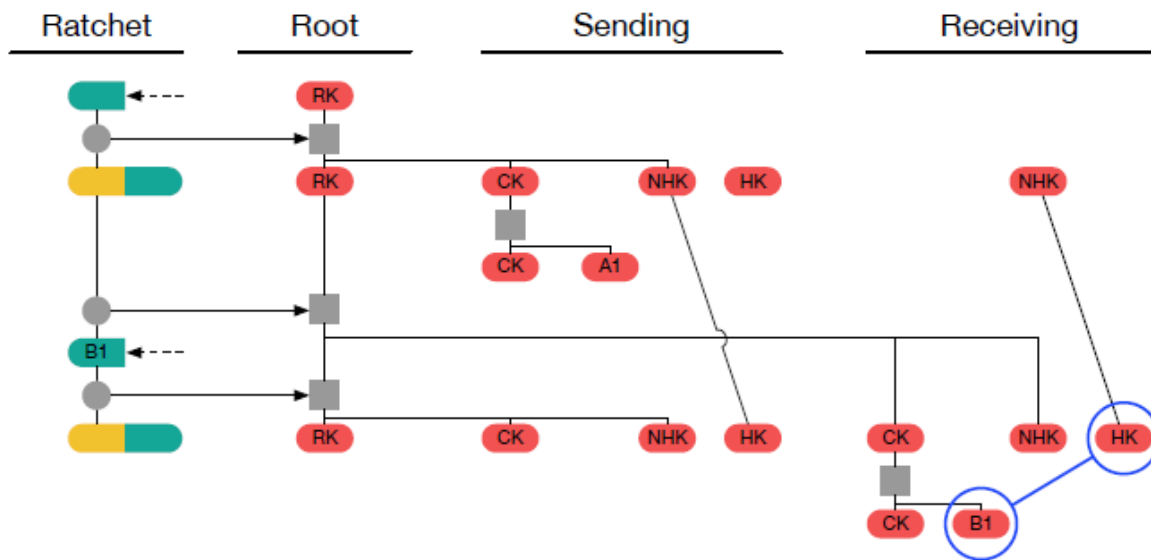 Ratchet Root Sending Receiving
RK
RK CK NHK HK NHK
CK A1
B1
RK CK NHK HK CK NHK HK
CK B1